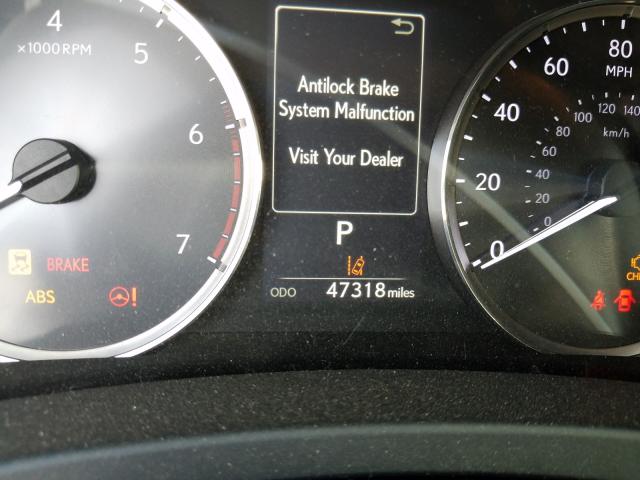 4
x1000RPM
5
6
7
BRAKE
ABS
!
Antilock Brake
System Malfunction
Visit Your Dealer
P
ODO 47318 miles
80
MPH
60
40
20
0
140
120
100
80
60
40
20
0
km/h